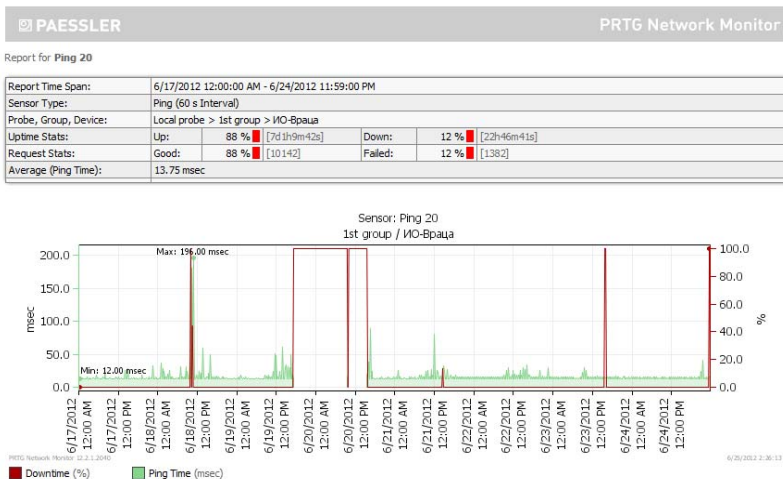 PAESSLER
PRTG Network Monitor
Report for Ping 20
Report Time Span: 6/17/2012 12:00:00 AM - 6/24/2012 11:59:00 PM
Sensor Type: Ping (60 s Interval)
Probe, Group, Device: Local probe > 1st group > ИО-Враца
Uptime Stats: Up: 88 % [7d1h9m42s] Down: 12 % [22h46m41s]
Request Stats: Good: 88 % [10142] Failed: 12 % [1382]
Average (Ping Time): 13.75 msec
Sensor: Ping 20
1st group / ИО-Враца
Max: 196.00 msec
Min: 12.00 msec
msec
200.0
150.0
100.0
50.0
0.0
100.0
80.0
60.0
40.0
20.0
0.0
%
6/17/2012 12:00 AM
6/17/2012 12:00 PM
6/18/2012 12:00 AM
6/18/2012 12:00 PM
6/19/2012 12:00 AM
6/19/2012 12:00 PM
6/20/2012 12:00 AM
6/20/2012 12:00 PM
6/21/2012 12:00 AM
6/21/2012 12:00 PM
6/22/2012 12:00 AM
6/22/2012 12:00 PM
6/23/2012 12:00 AM
6/23/2012 12:00 PM
6/24/2012 12:00 AM
6/24/2012 12:00 PM
PRTG Network Monitor 12.2.1.2040
Downtime (%)
Ping Time (msec)